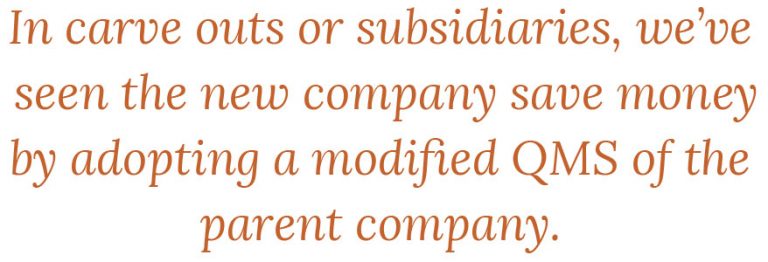 In carve outs or subsidiaries, we’ve
seen the new company save money
by adopting a modified QMS of the
parent company.